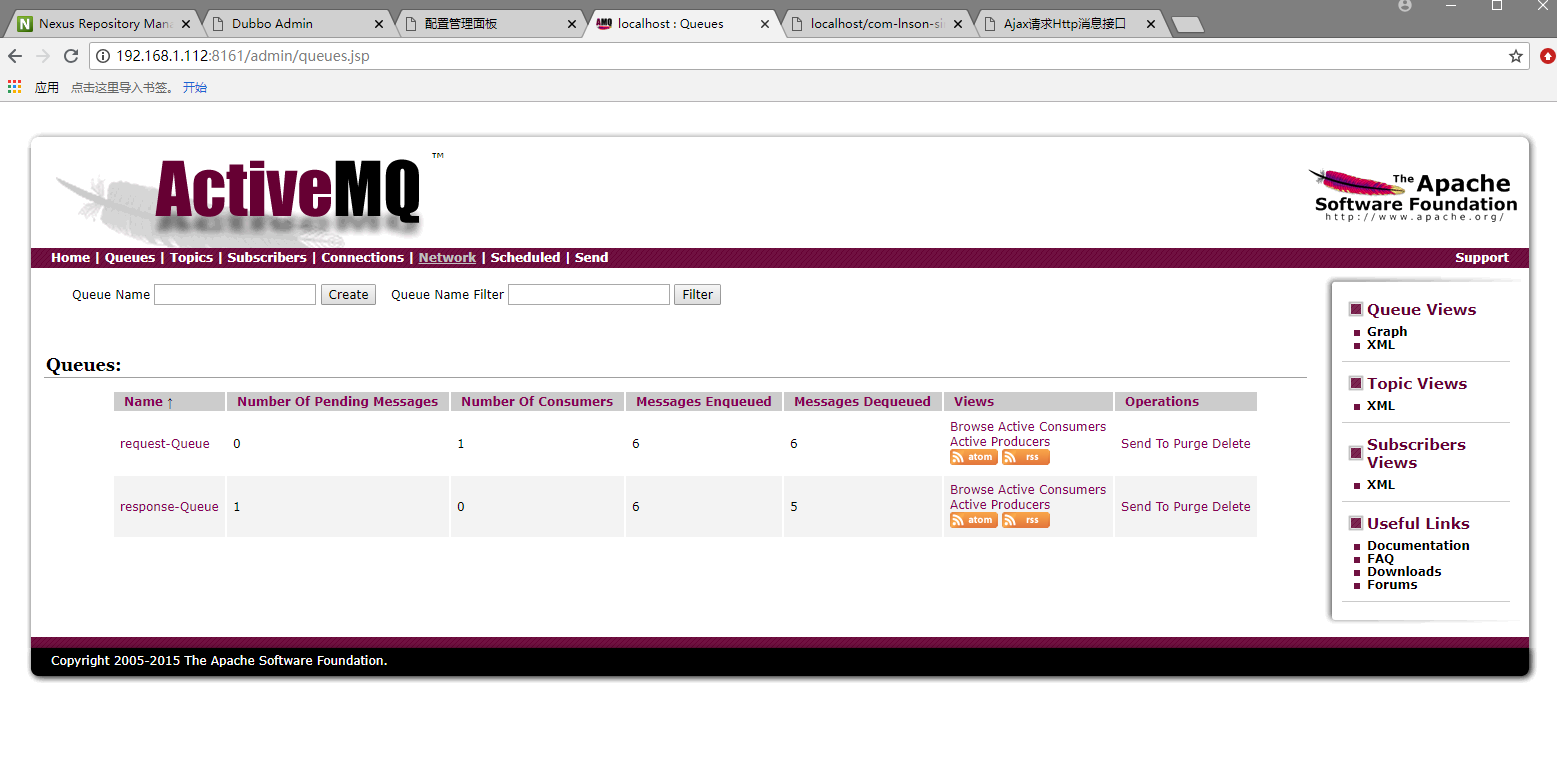 Nexus Repository Mana
Dubbo Admin
配置管理面板
AMQ
localhost : Queues
localhost/com-lnson-si
Ajax请求Http消息接口
192.168.1.112:8161/admin/queues.jsp
应用 点击这里导入书签。 开始
ActiveMQ ™
The Apache
Software Foundation
http://www.apache.org/
Home | Queues | Topics | Subscribers | Connections | Network | Scheduled | Send
Support
Queue Name Create Queue Name Filter Filter
Queues:
Name ↑ Number Of Pending Messages Number Of Consumers Messages Enqueued Messages Dequeued Views Operations
request-Queue 0 1 6 6 Browse Active Consumers
Active Producers
atom rss
Send To Purge Delete
response-Queue 1 0 6 5 Browse Active Consumers
Active Producers
atom rss
Send To Purge Delete
Queue Views
Graph
XML
Topic Views
XML
Subscribers
Views
XML
Useful Links
Documentation
FAQ
Downloads
Forums
Copyright 2005-2015 The Apache Software Foundation.